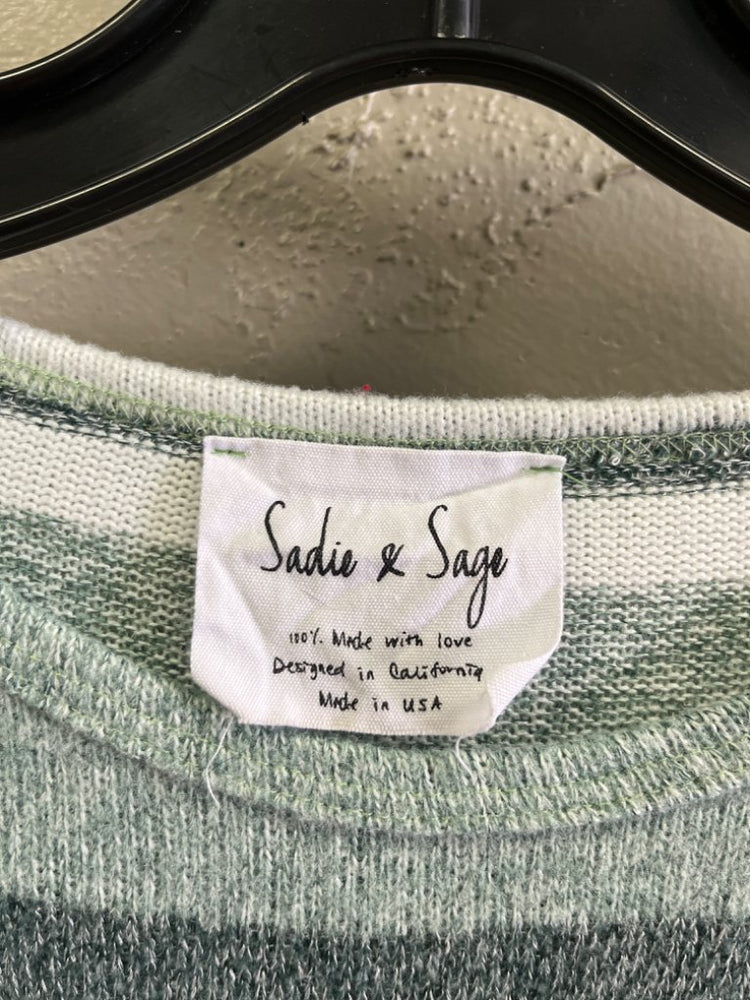 Sadie & Sage
100% Made with love
Designed in California
Made in USA